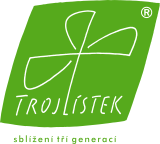 ®
TROJLÍSTEK
sblížení tří generací